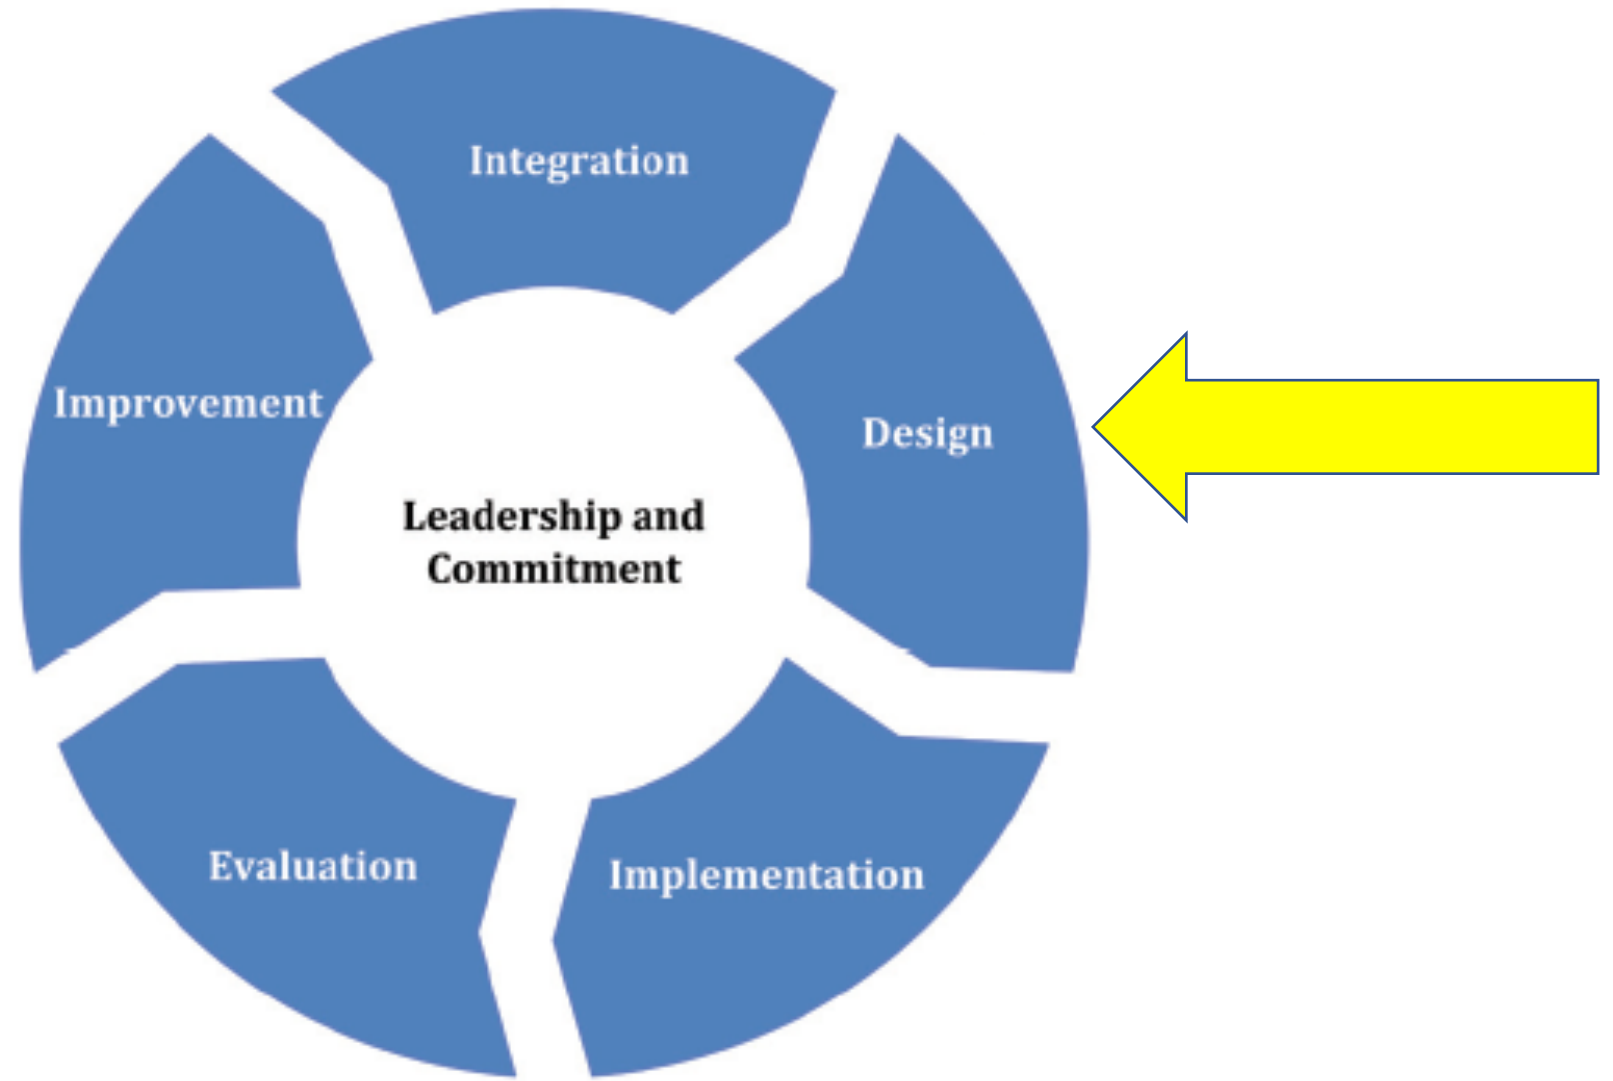 Integration
Improvement
Design
Leadership and
Commitment
Evaluation
Implementation